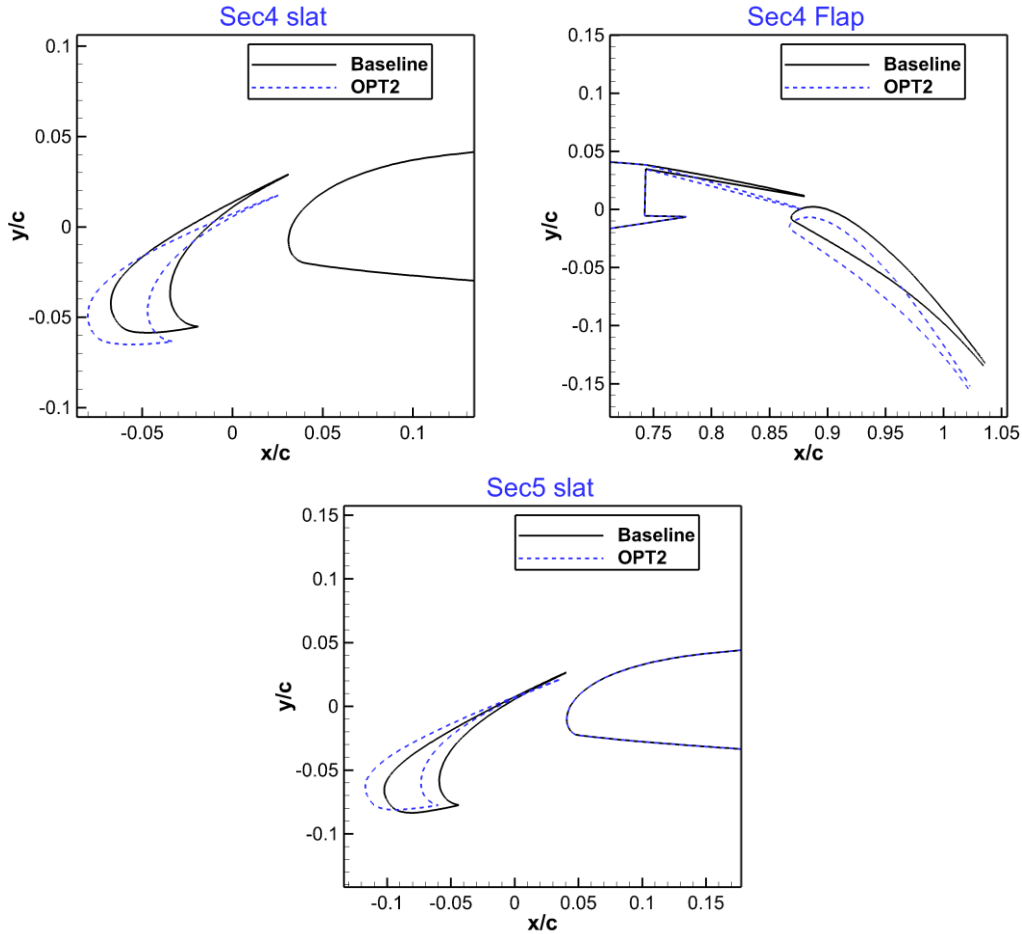 Sec4 slat
Baseline
OPT2
0.1
0.05
0
-0.05
-0.1
y/c
-0.05 0 0.05 0.1
x/c
Sec4 Flap
Baseline
OPT2
0.15
0.1
0.05
0
-0.05
-0.1
-0.15
y/c
0.75 0.8 0.85 0.9 0.95 1 1.05
x/c
Sec5 slat
Baseline
OPT2
0.15
0.1
0.05
0
-0.05
-0.1
y/c
-0.1 -0.05 0 0.05 0.1 0.15
x/c